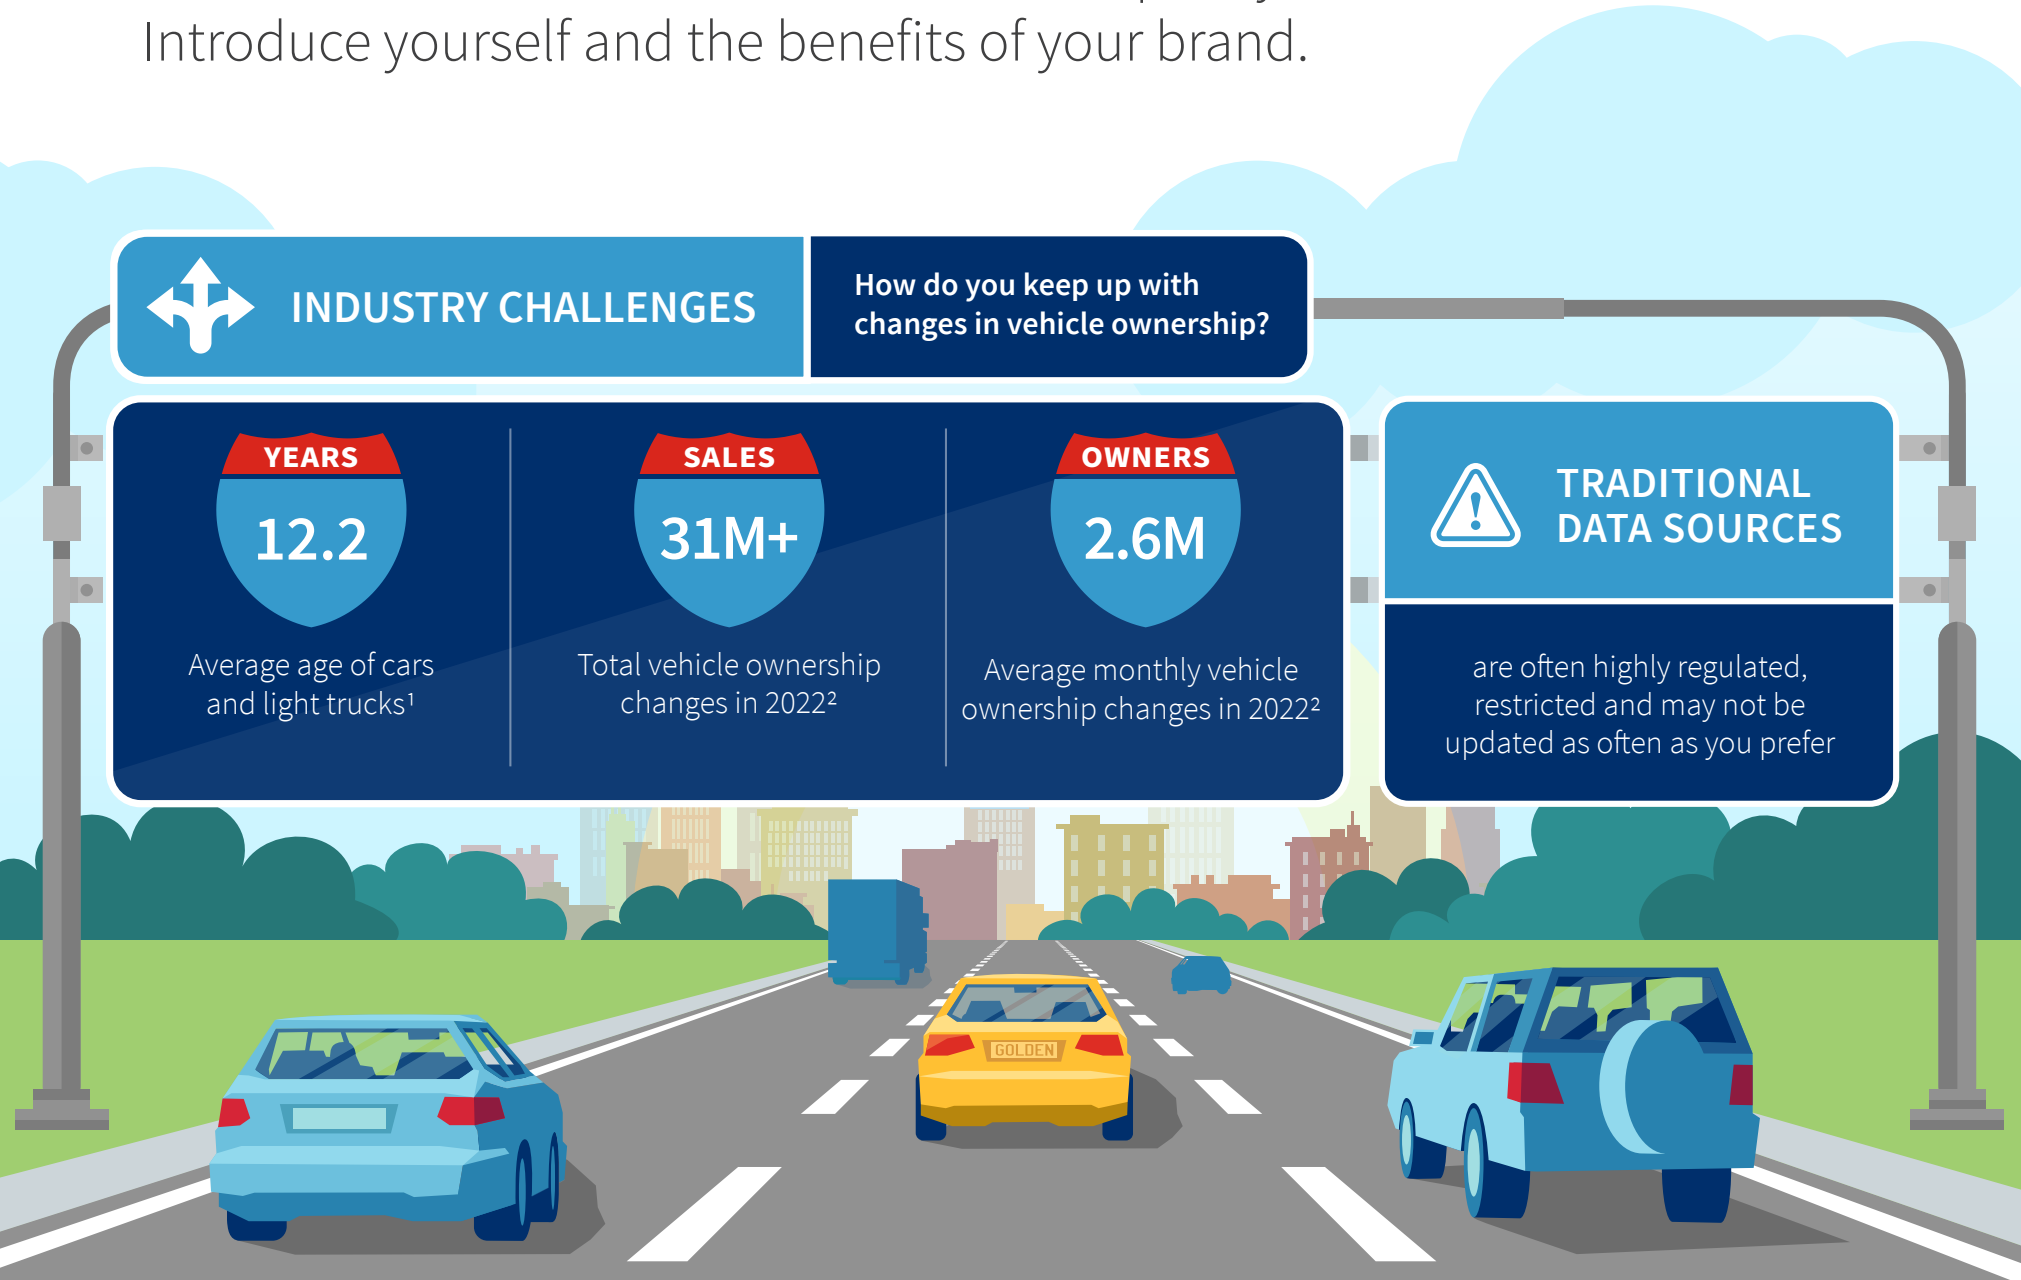 Introduce yourself and the benefits of your brand.
INDUSTRY CHALLENGES
How do you keep up with
changes in vehicle ownership?
YEARS
12.2
Average age of cars
and light trucks¹
SALES
31M+
Total vehicle ownership
changes in 2022²
OWNERS
2.6M
Average monthly vehicle
ownership changes in 2022²
TRADITIONAL
DATA SOURCES
are often highly regulated,
restricted and may not be
updated as often as you prefer
GOLDEN